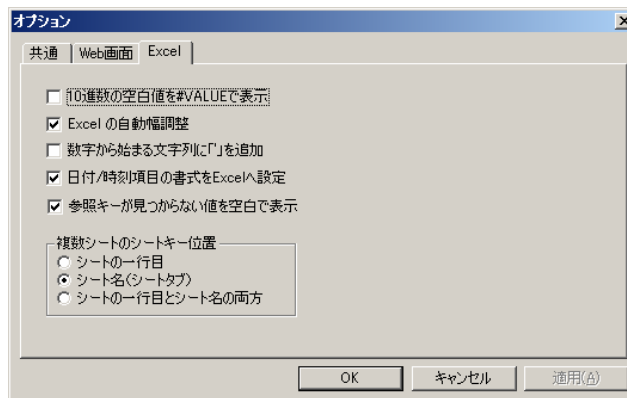 オプション
共通 Web画面 Excel
10進数の空白値を#VALUEで表示
Excel の自動幅調整
数字から始まる文字列に「'」を追加
日付/時刻項目の書式をExcelへ設定
参照キーが見つからない値を空白で表示
複数シートのシートキー位置
シートの一行目
シート名(シートタブ)
シートの一行目とシート名の両方
OK キャンセル 適用(A)